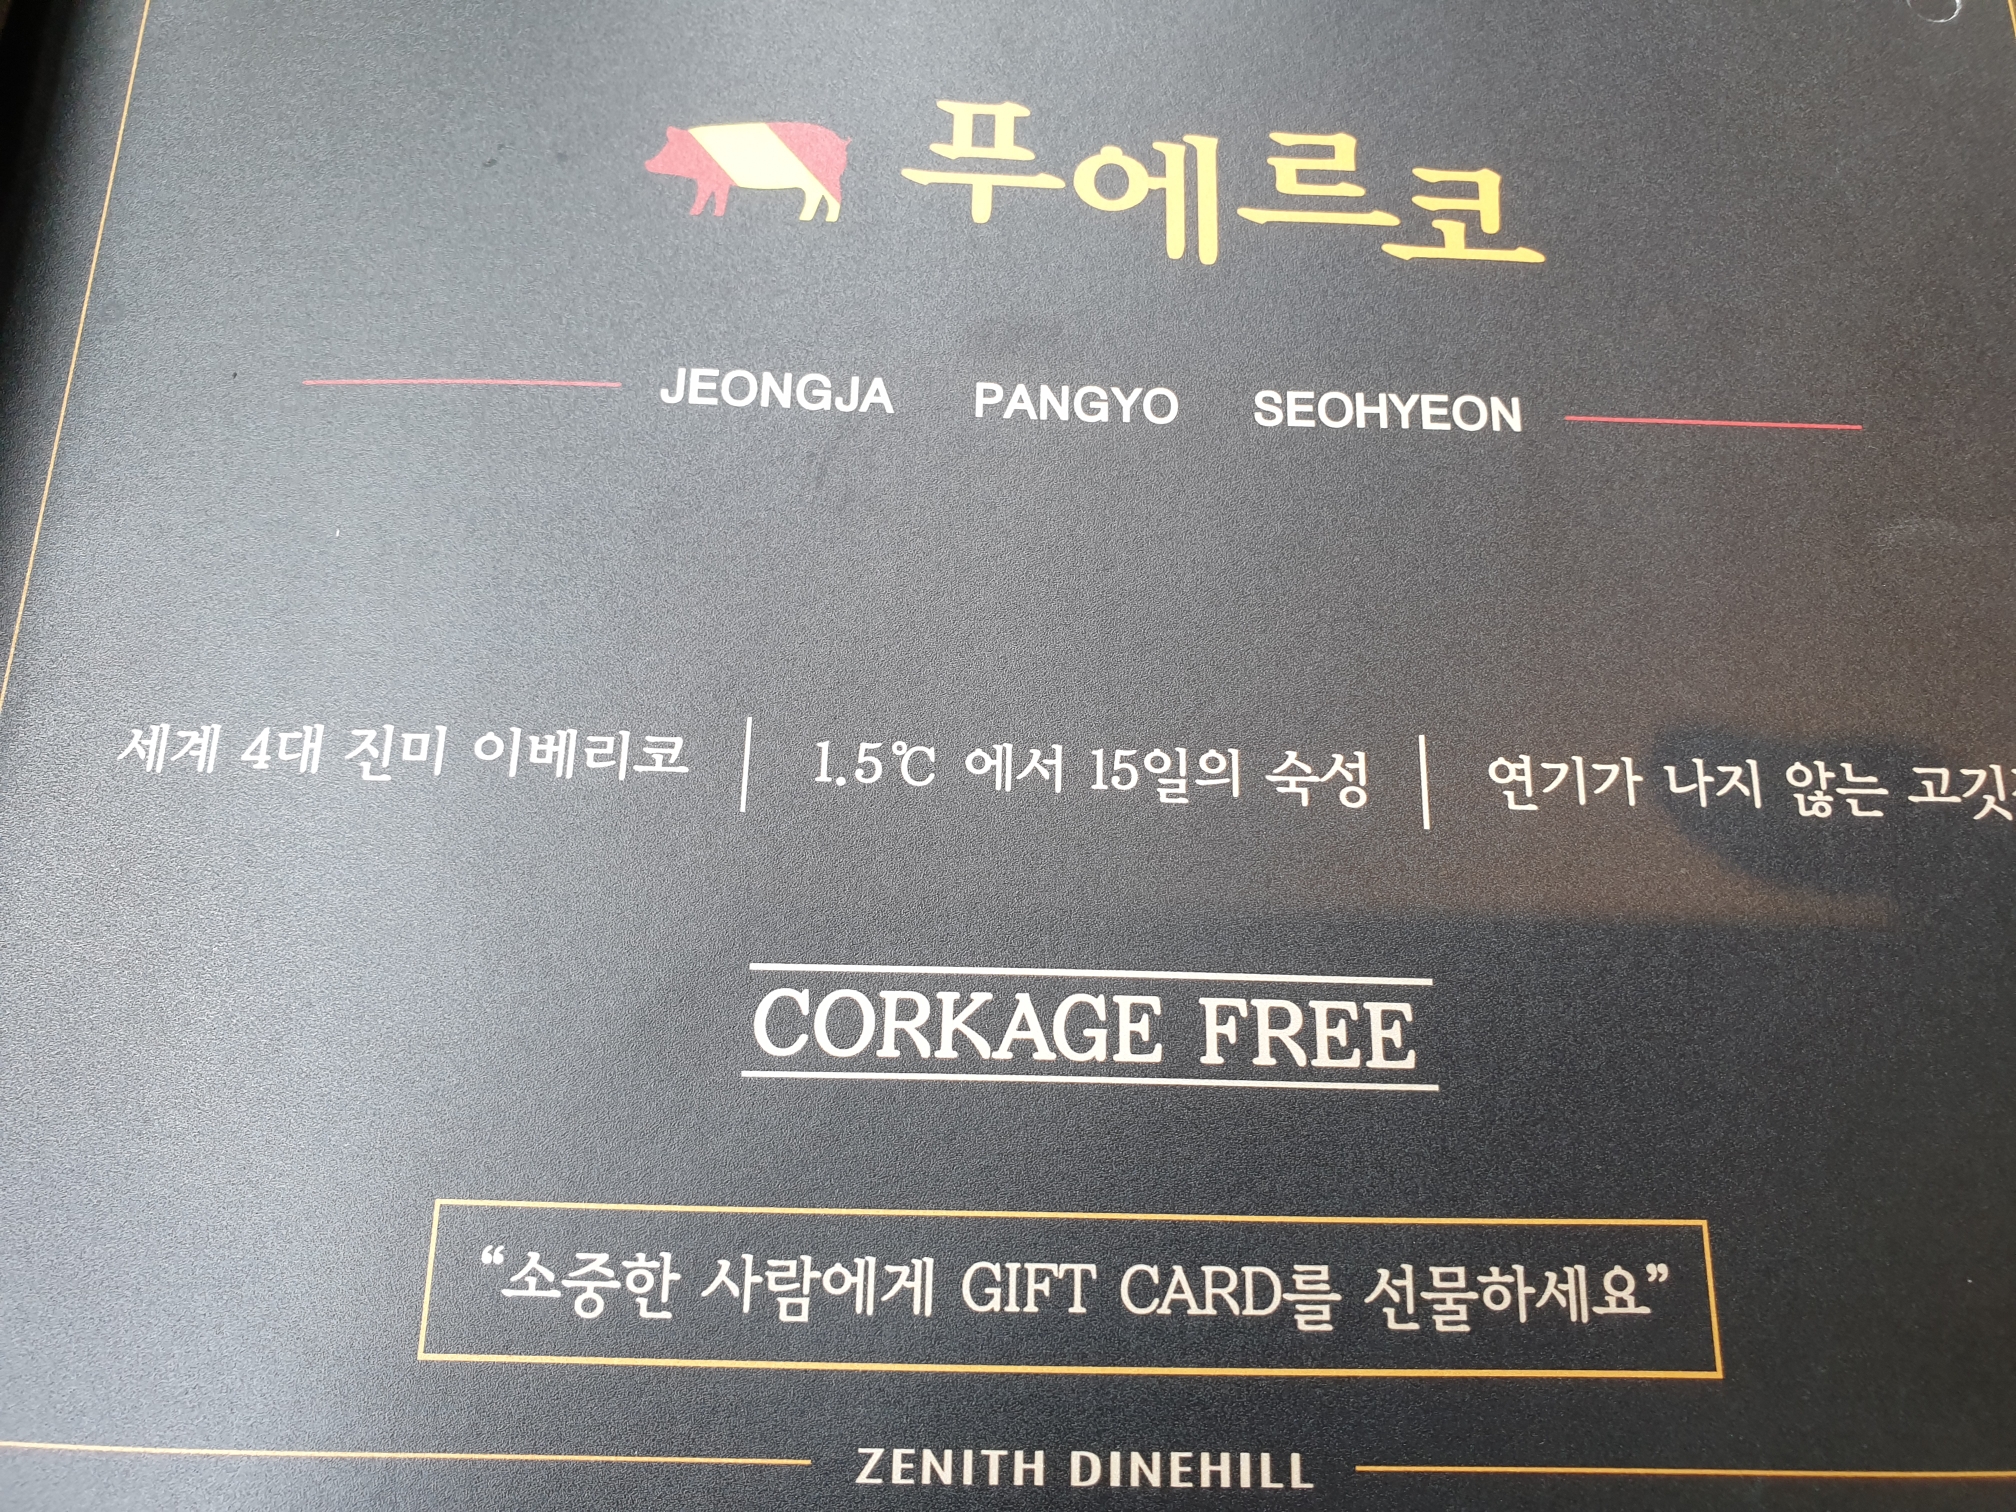 푸에르코
JEONGJA PANGYO SEOHYEON
세계 4대 진미 이베리코 | 1.5℃ 에서 15일의 숙성 | 연기가 나지 않는
CORKAGE FREE
“소중한 사람에게 GIFT CARD를 선물하세요”
ZENITH DINEHILL